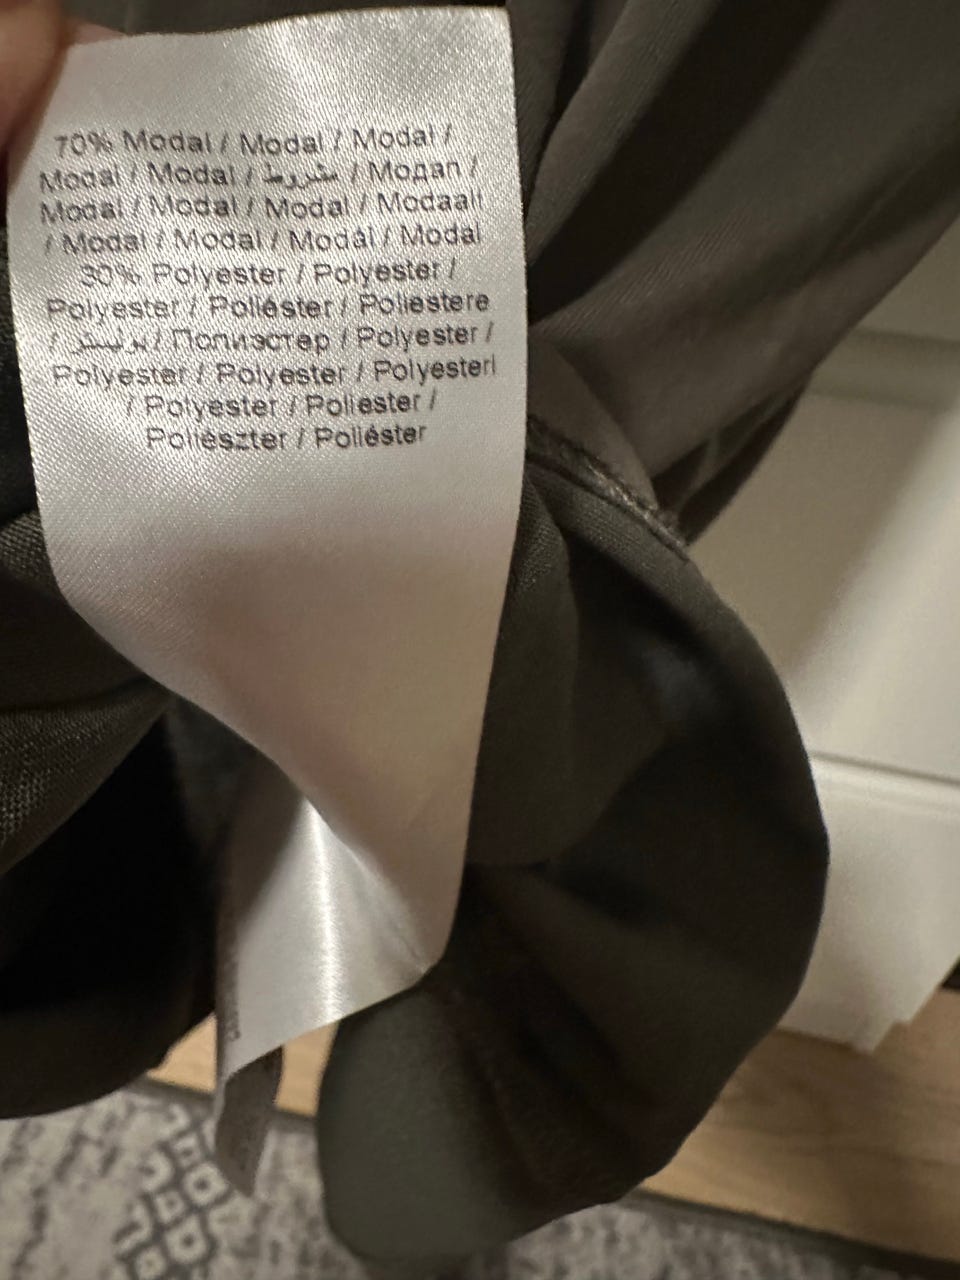 70% Modal / Modal / Modal /
Modal / Modal / مشروط / Модал /
Modal / Modal / Modal / Modaali
/ Modal / Modal / Modál / Modal
30% Polyester / Polyester /
Polyester / Poliéster / Poliestere
/ بوليستر / Полиэстер / Polyester /
Polyester / Polyester / Polyesteri
/ Polyester / Poliester /
Poliészter / Poliéster